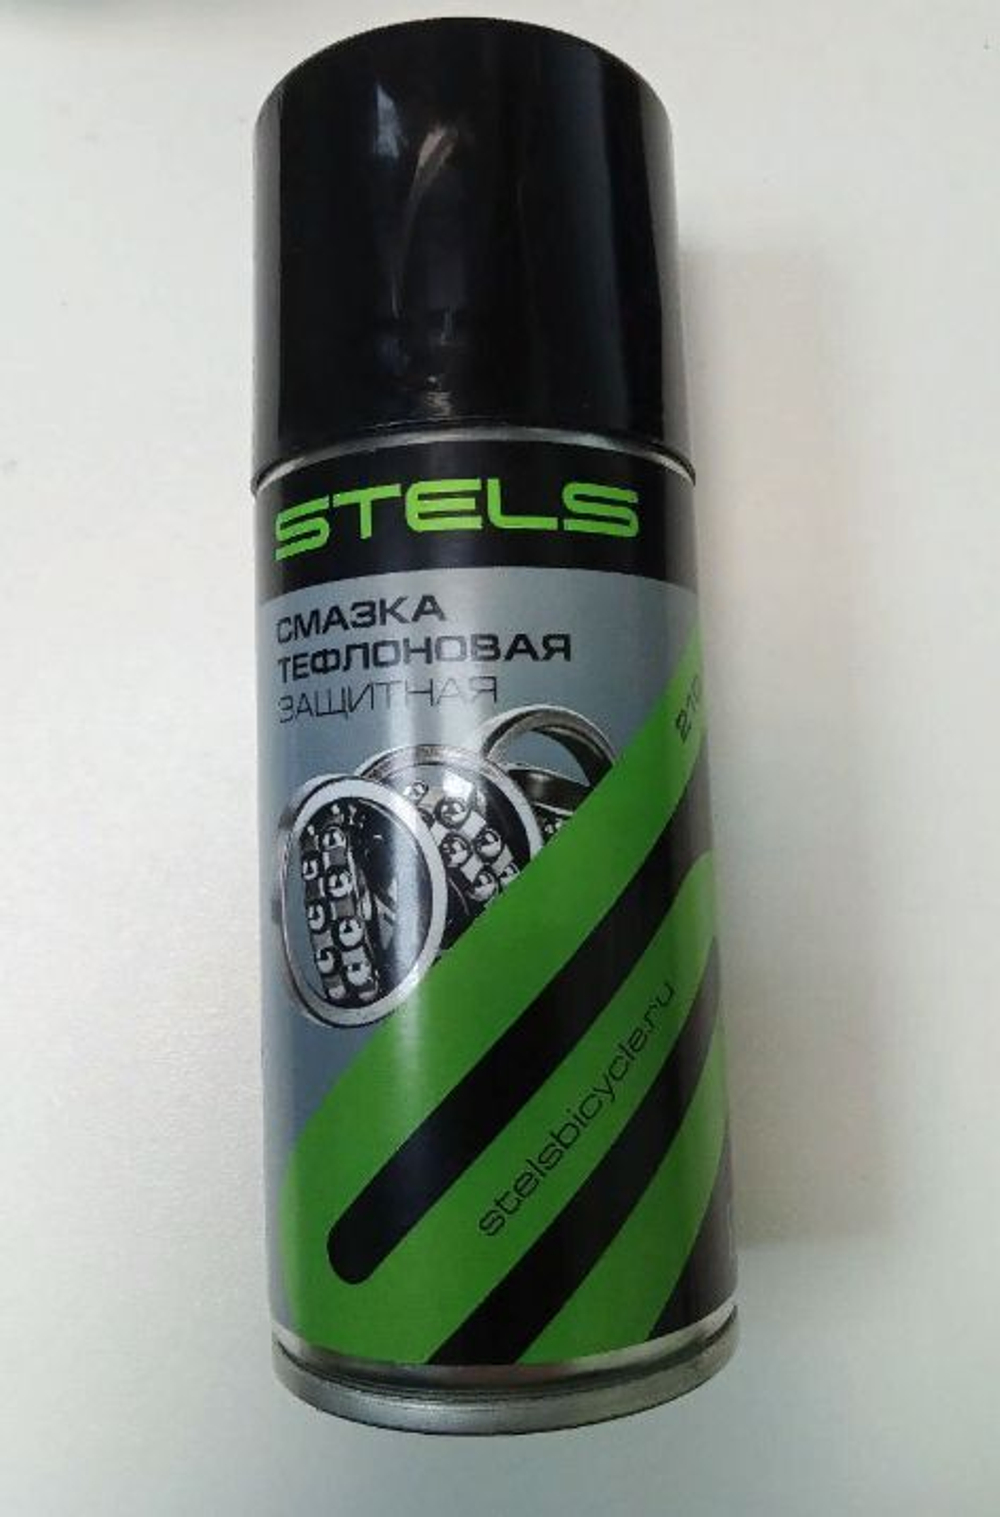 STELS
СМАЗКА
ТЕФЛОНОВАЯ
ЗАЩИТНАЯ
stelsbicycle.ru